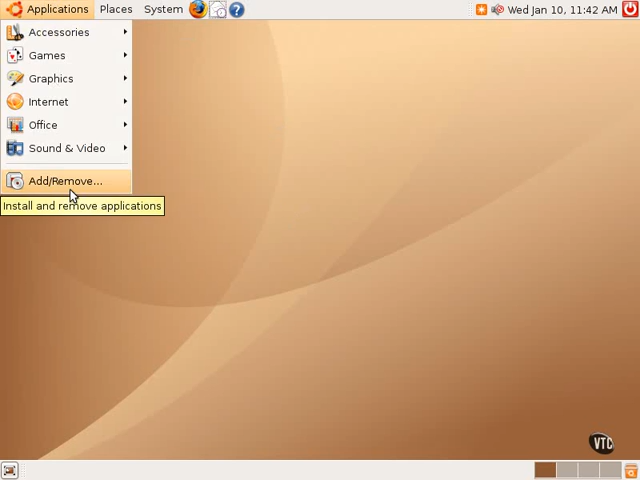 Applications Places System Wed Jan 10, 11:42 AM
Accessories
Games
Graphics
Internet
Office
Sound & Video
Add/Remove...
Install and remove applications
VTC